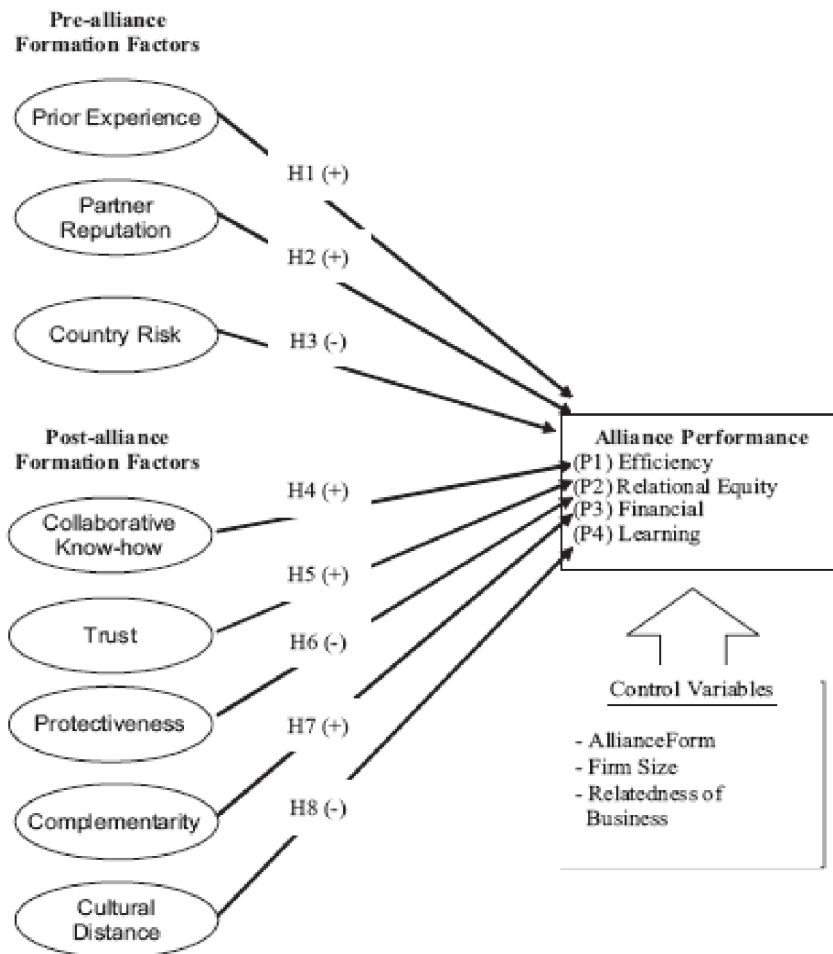 Pre-alliance
Formation Factors
Prior Experience
H1 (+)
Partner
Reputation
H2 (+)
Country Risk
H3 (-)
Post-alliance
Formation Factors
Collaborative
Know-how
H4 (+)
Trust
H5 (+)
Protectiveness
H6 (-)
Complementarity
H7 (+)
Cultural
Distance
H8 (-)
Alliance Performance
(P1) Efficiency
(P2) Relational Equity
(P3) Financial
(P4) Learning
Control Variables
- AllianceForm
- Firm Size
- Relatedness of
Business